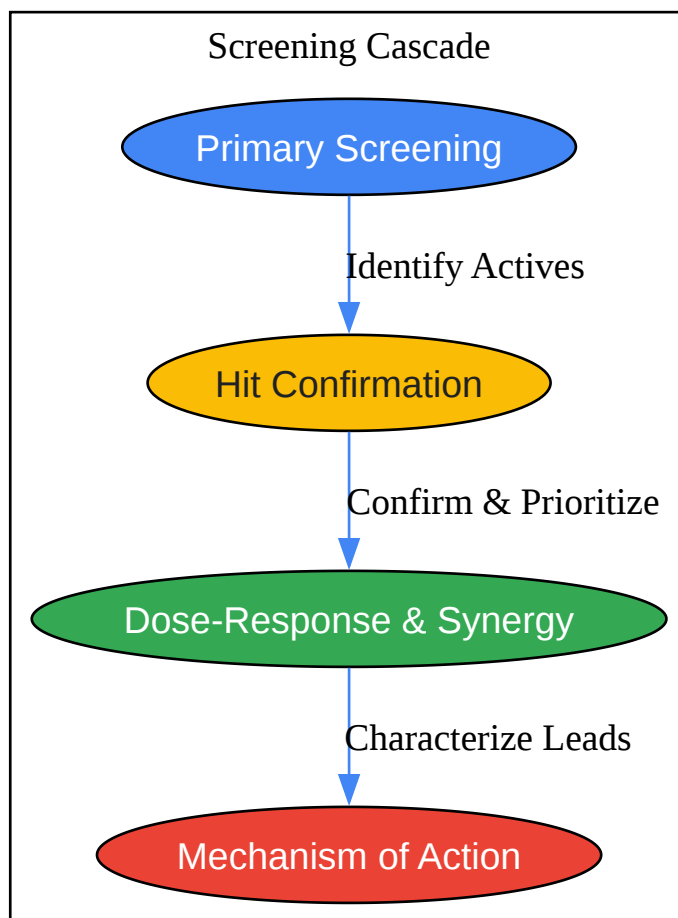 Screening Cascade
Primary Screening
Identify Actives
Hit Confirmation
Confirm & Prioritize
Dose-Response & Synergy
Characterize Leads
Mechanism of Action